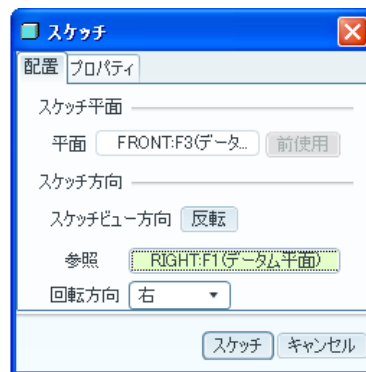 スケッチ
配置 プロパティ
スケッチ平面
平面 FRONT:F3(データ... 前使用
スケッチ方向
スケッチビュー方向 反転
参照 RIGHT:F1(データム平面)
回転方向 右
スケッチ キャンセル